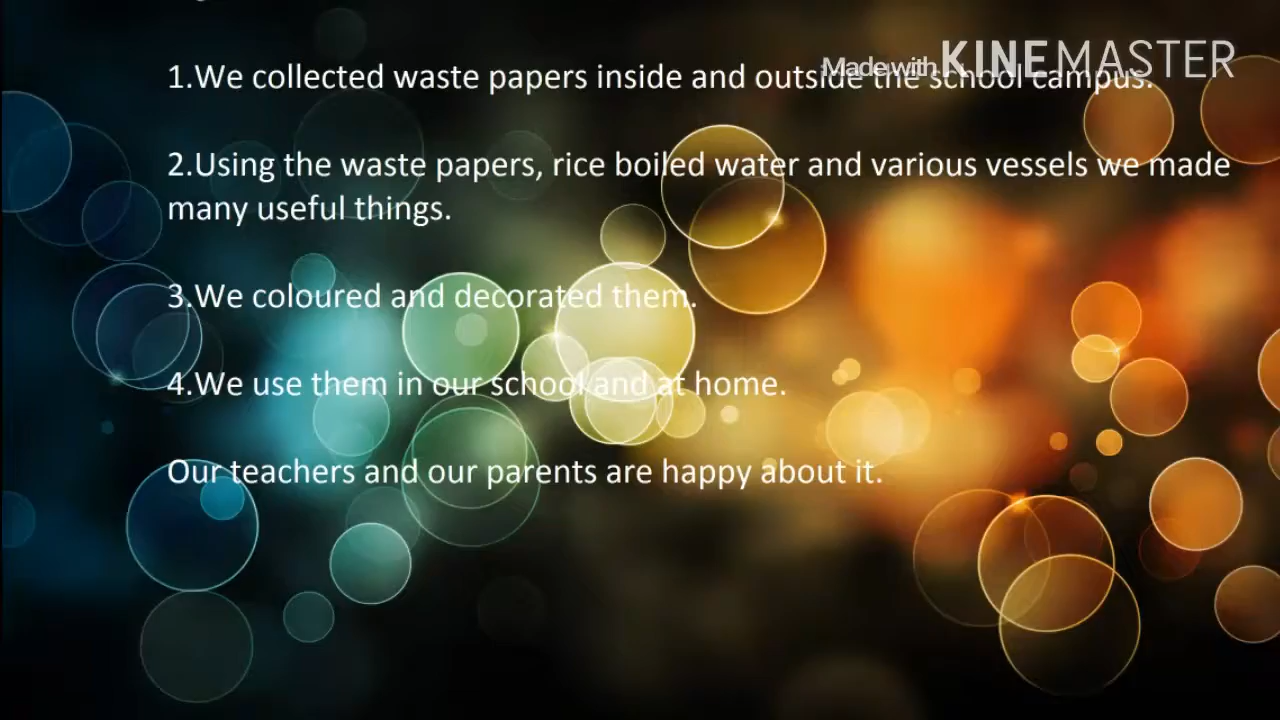 Made with KINEMASTER
1.We collected waste papers inside and outside the school campus.
2.Using the waste papers, rice boiled water and various vessels we made
many useful things.
3.We coloured and decorated them.
4.We use them in our school and at home.
Our teachers and our parents are happy about it.